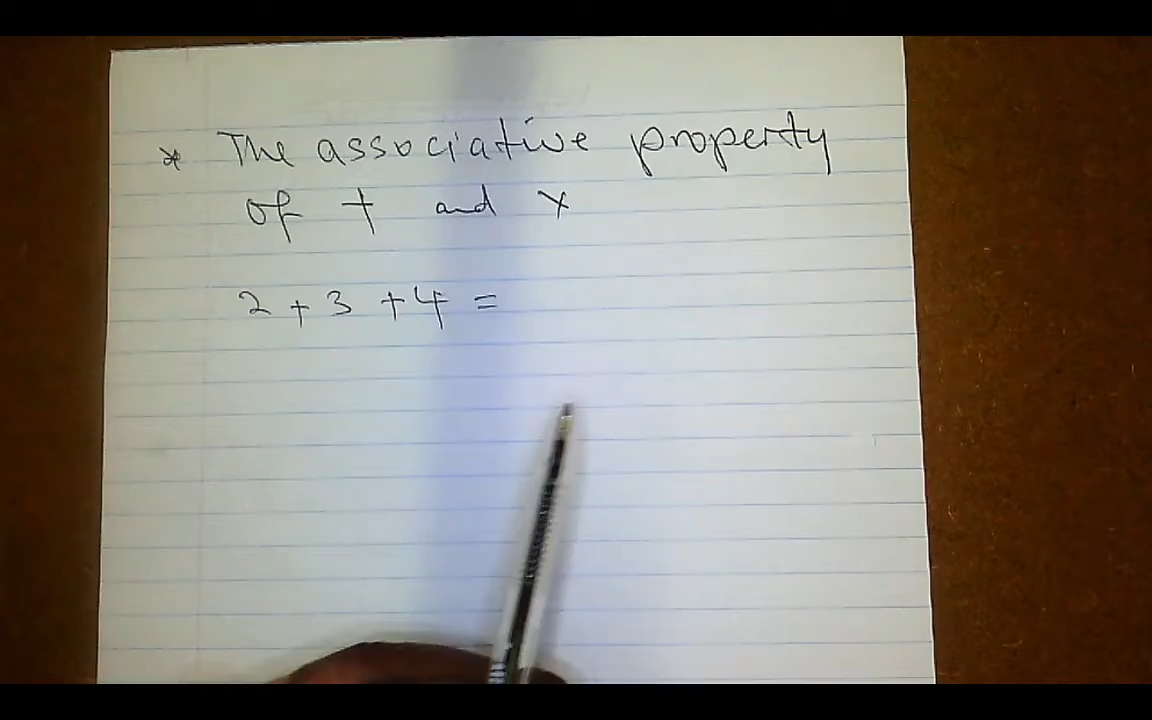 * The associative property
of + and ×
2 + 3 + 4 =